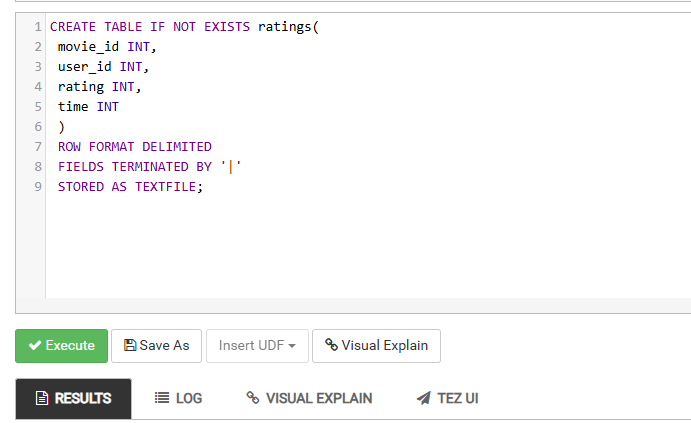 1 CREATE TABLE IF NOT EXISTS ratings(
2 movie_id INT,
3 user_id INT,
4 rating INT,
5 time INT
6 )
7 ROW FORMAT DELIMITED
8 FIELDS TERMINATED BY '|'
9 STORED AS TEXTFILE;
Execute Save As Insert UDF Visual Explain
RESULTS LOG VISUAL EXPLAIN TEZ UI